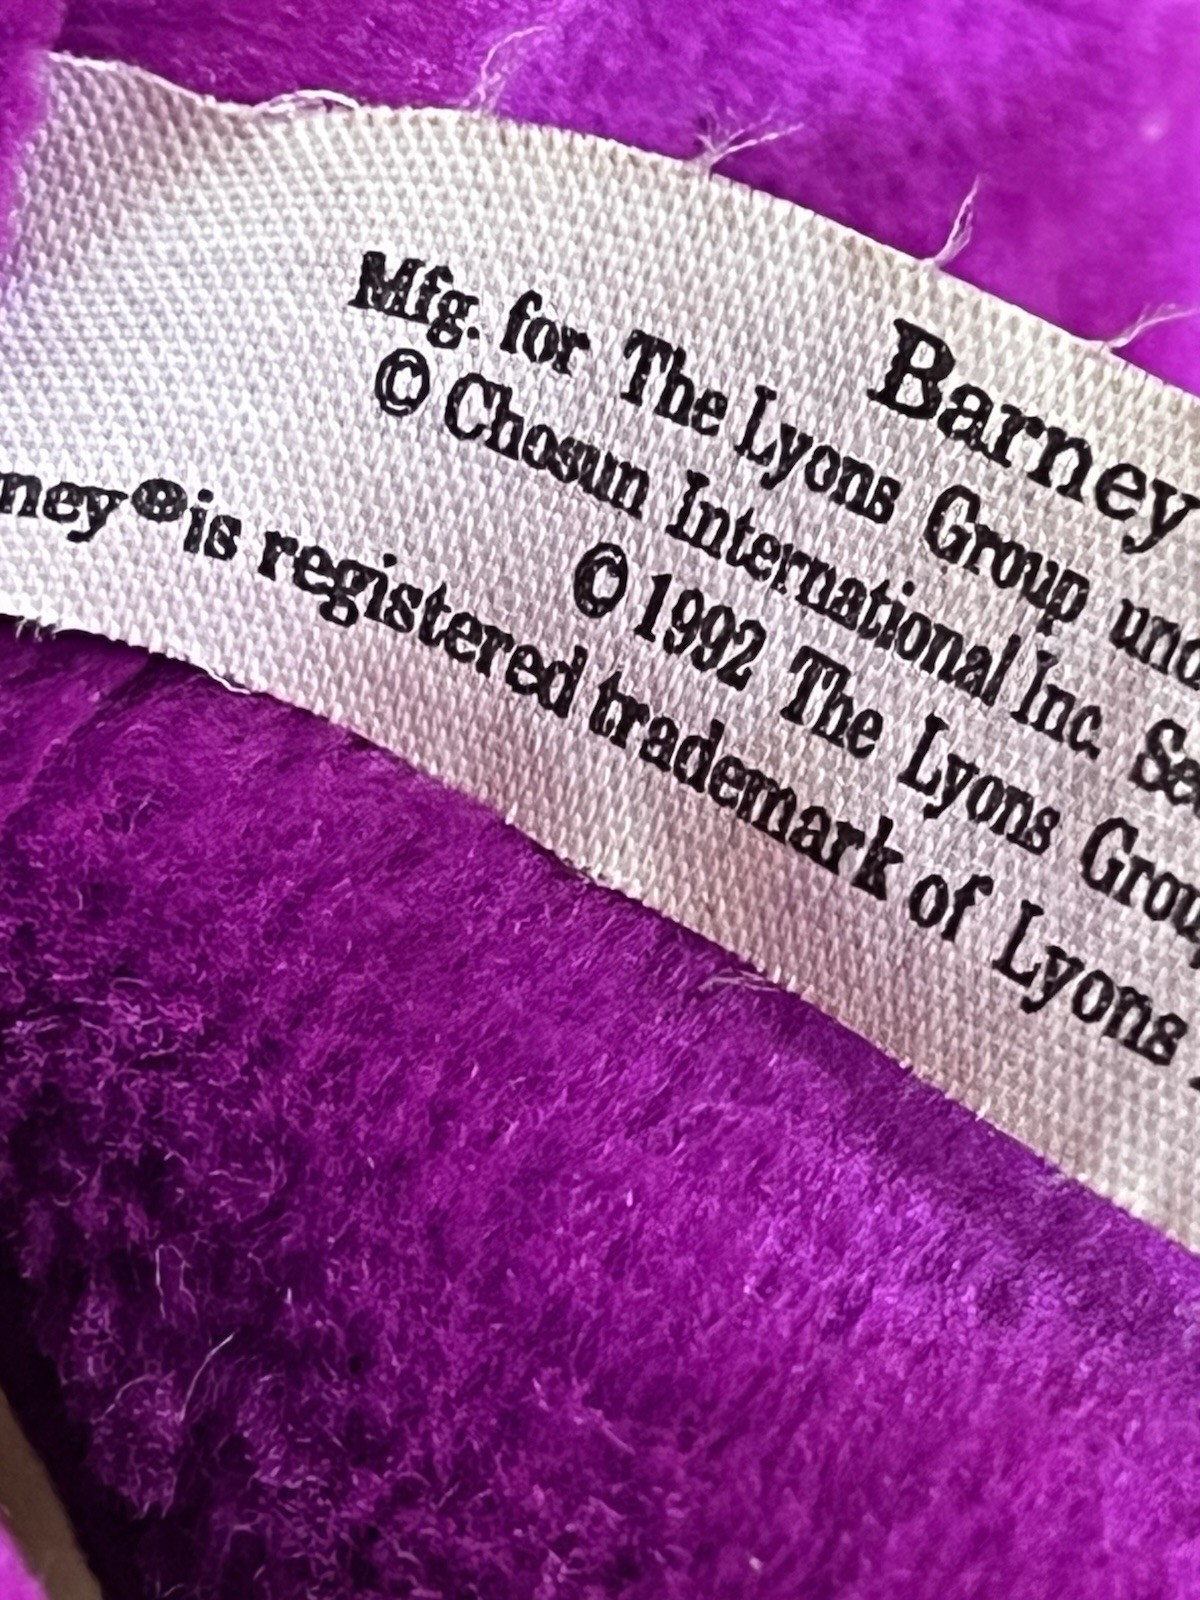 Barney
Mfg. for The Lyons Group und
© Chosun International Inc. Se
© 1992 The Lyons Grou
ney® is registered trademark of Lyons